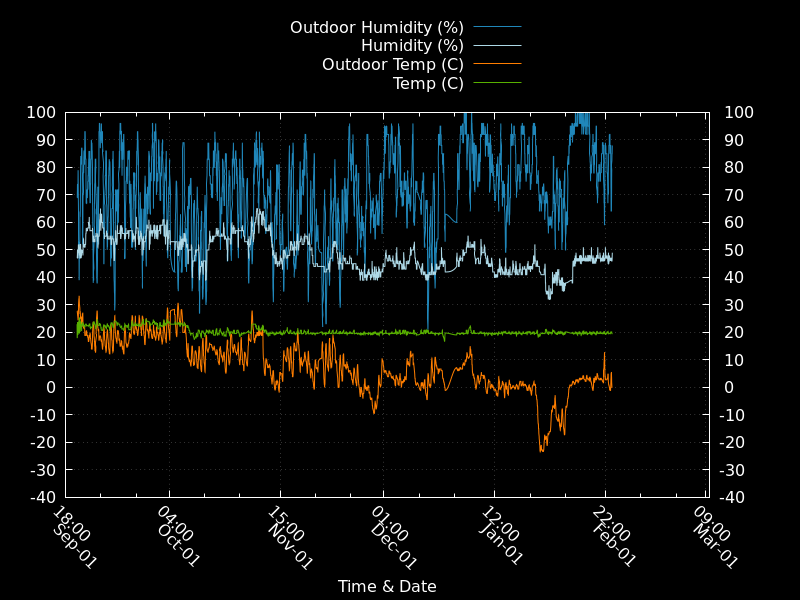 Outdoor Humidity (%)
Humidity (%)
Outdoor Temp (C)
Temp (C)
100 100
90 90
80 80
70 70
60 60
50 50
40 40
30 30
20 20
10 10
0 0
-10 -10
-20 -20
-30 -30
-40 -40
18:00 04:00 15:00 01:00 12:00 22:00 09:00
Sep-01 Oct-01 Nov-01 Dec-01 Jan-01 Feb-01 Mar-01
Time & Date